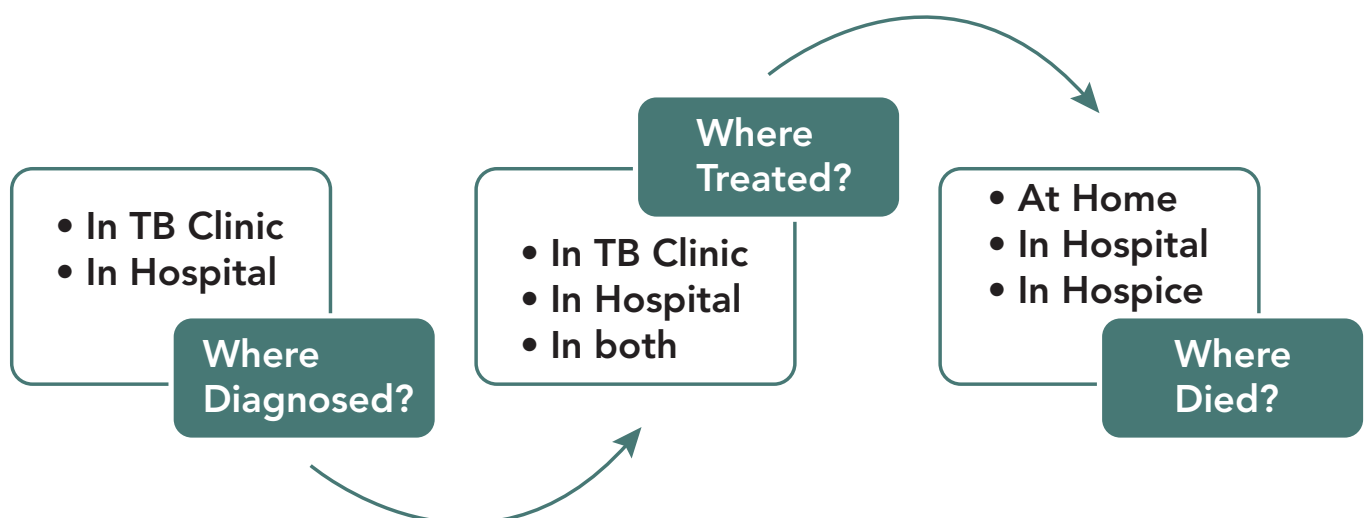 • In TB Clinic
• In Hospital
Where
Diagnosed?
Where
Treated?
• In TB Clinic
• In Hospital
• In both
• At Home
• In Hospital
• In Hospice
Where
Died?